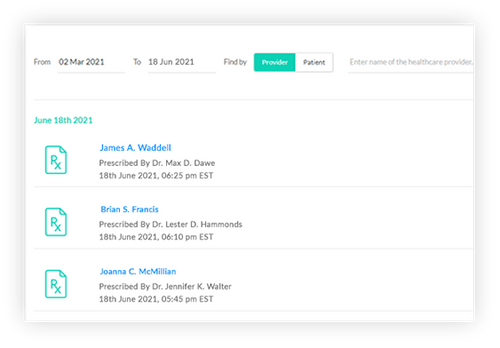 From 02 Mar 2021 To 18 Jun 2021 Find by Provider Patient Enter name of the healthcare provider.
June 18th 2021
James A. Waddell
Rx Prescribed By Dr. Max D. Dawe
18th June 2021, 06:25 pm EST
Brian S. Francis
Rx Prescribed By Dr. Lester D. Hammonds
18th June 2021, 06:10 pm EST
Joanna C. McMillian
Rx Prescribed By Dr. Jennifer K. Walter
18th June 2021, 05:45 pm EST